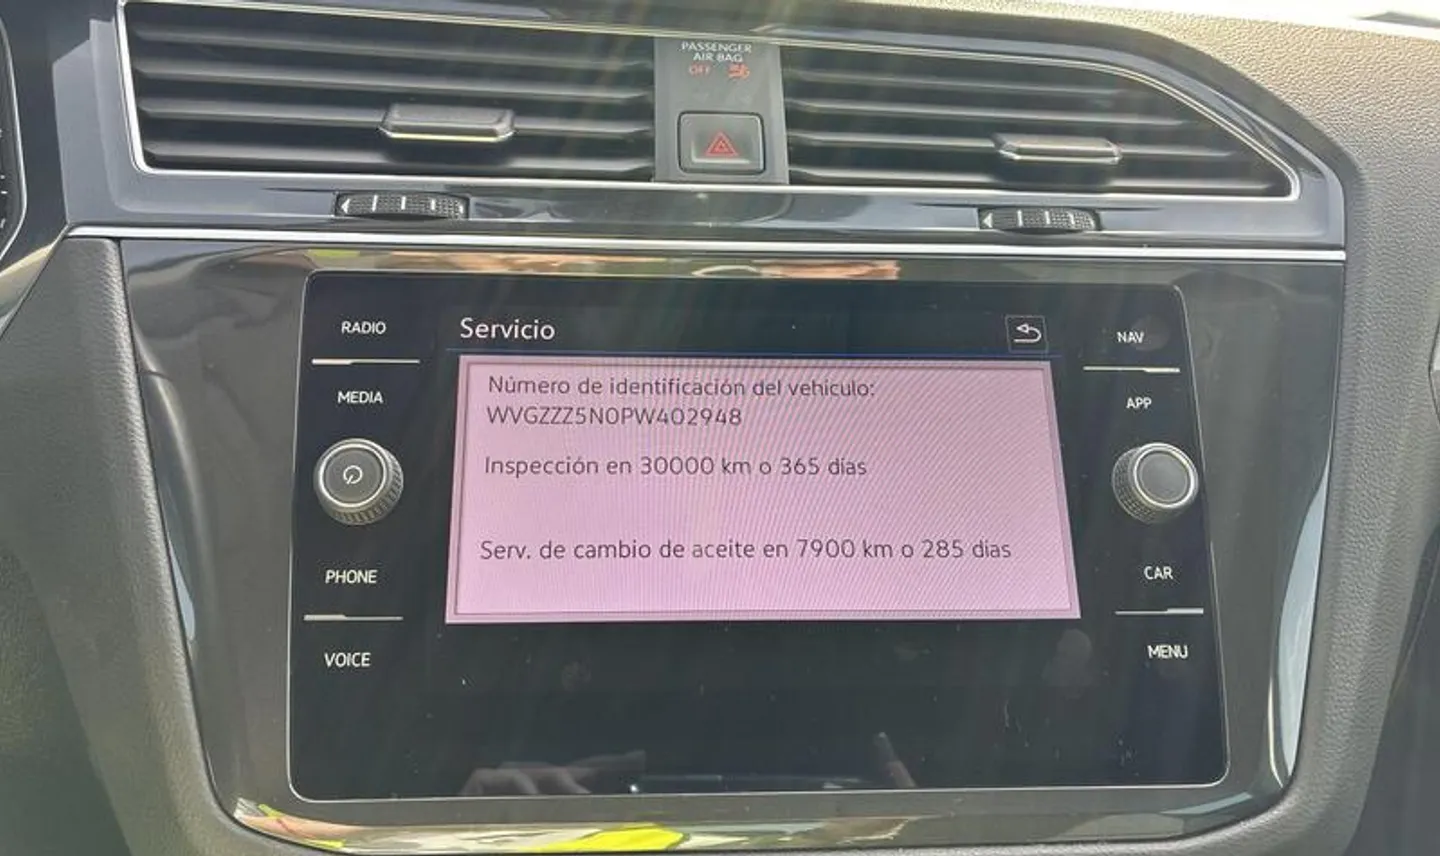 PASSENGER
AIR BAG
OFF
RADIO
MEDIA
PHONE
VOICE
Servicio
Número de identificación del vehículo:
WVGZZZ5N0PW402948
Inspección en 30000 km o 365 días
Serv. de cambio de aceite en 7900 km o 285 días
NAV
APP
CAR
MENU